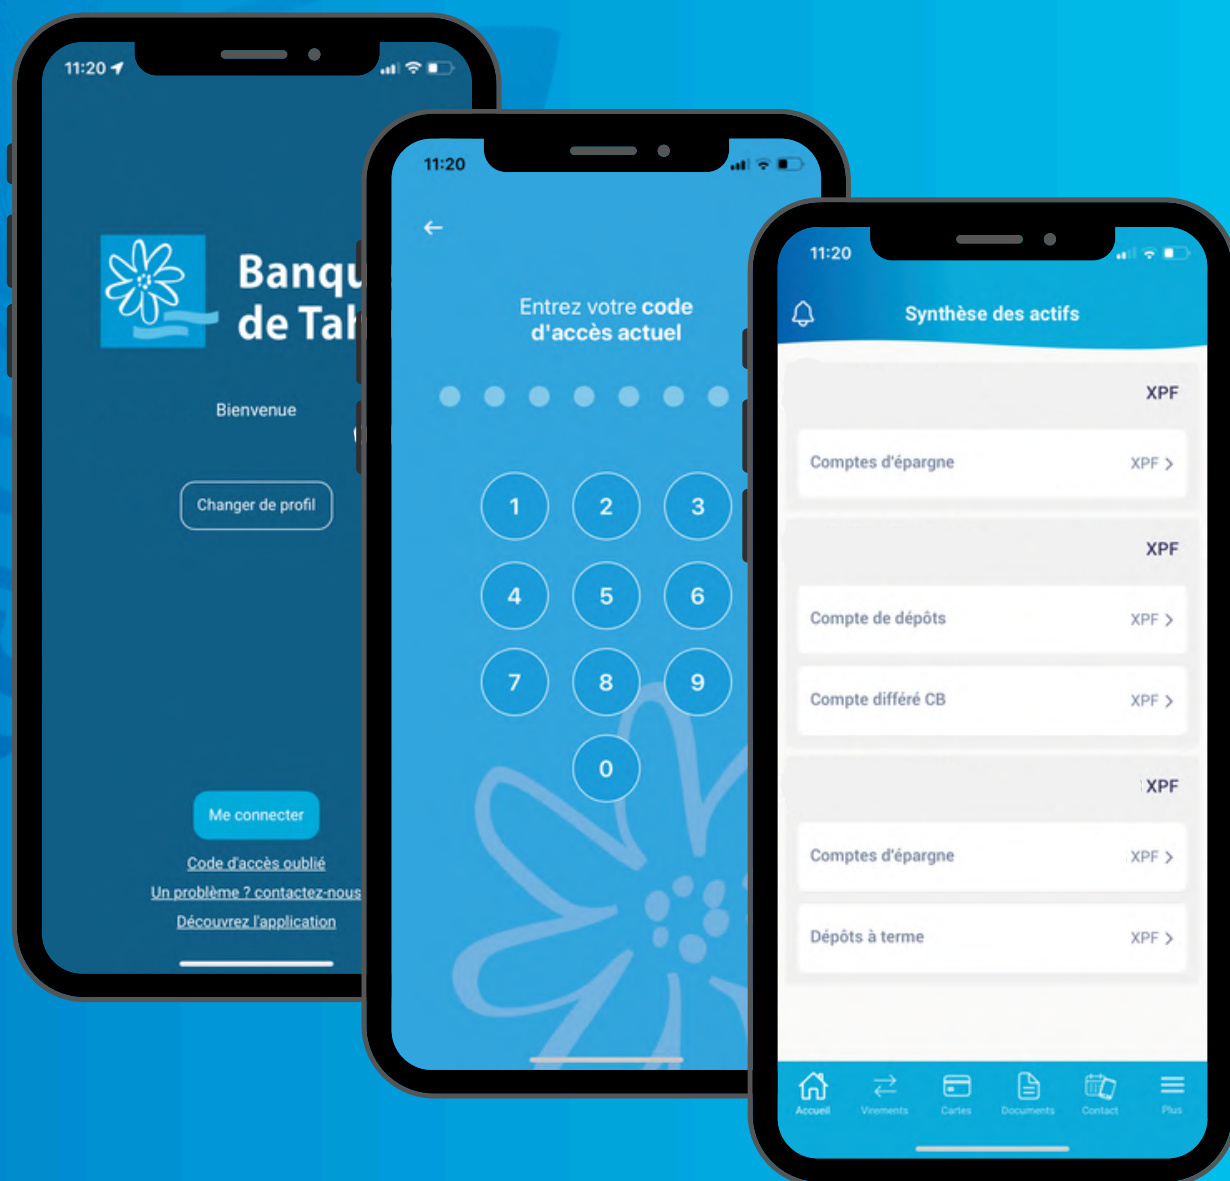 11:20
Banqu
de Tah
Bienvenue
Changer de profil
Me connecter
Code d'accès oublié
Un problème ? contactez-nous
Découvrez l'application
11:20
Entrez votre code
d'accès actuel
1 2 3
4 5 6
7 8 9
0
11:20
Synthèse des actifs
XPF
Comptes d'épargne XPF
XPF
Compte de dépôts XPF
Compte différé CB XPF
XPF
Comptes d'épargne XPF
Dépôts à terme XPF
Accueil Virements Cartes Documents Contact Plus